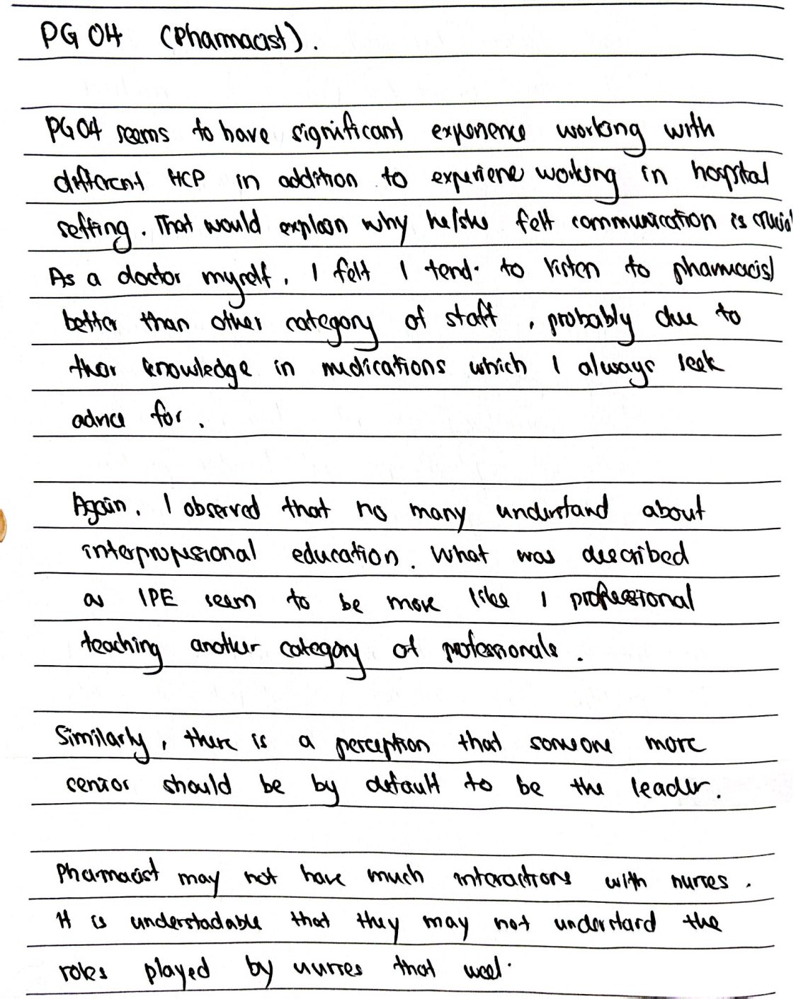 PG 04 (Pharmacist).
PG04 seems to have significant experience working with
different HCP in addition to experience working in hospital
setting. That would explain why he/she felt communication is crucial
As a doctor myself, I felt I tend to listen to pharmacist
better than other category of staff, probably due to
their knowledge in medications which I always seek
advice for.
Again, I observed that no many understand about
interprofessional education. What was described
as IPE seem to be more like 1 professional
teaching another category of professionals.
Similarly, there is a perception that someone more
senior should be by default to be the leader.
Pharmacist may not have much interactions with nurses.
It is understadable that they may not understand the
roles played by nurses that well.